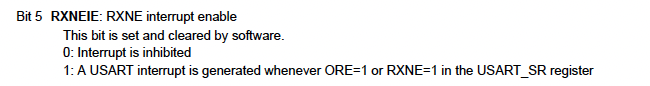 Bit 5 RXNEIE: RXNE interrupt enable
This bit is set and cleared by software.
0: Interrupt is inhibited
1: A USART interrupt is generated whenever ORE=1 or RXNE=1 in the USART_SR register